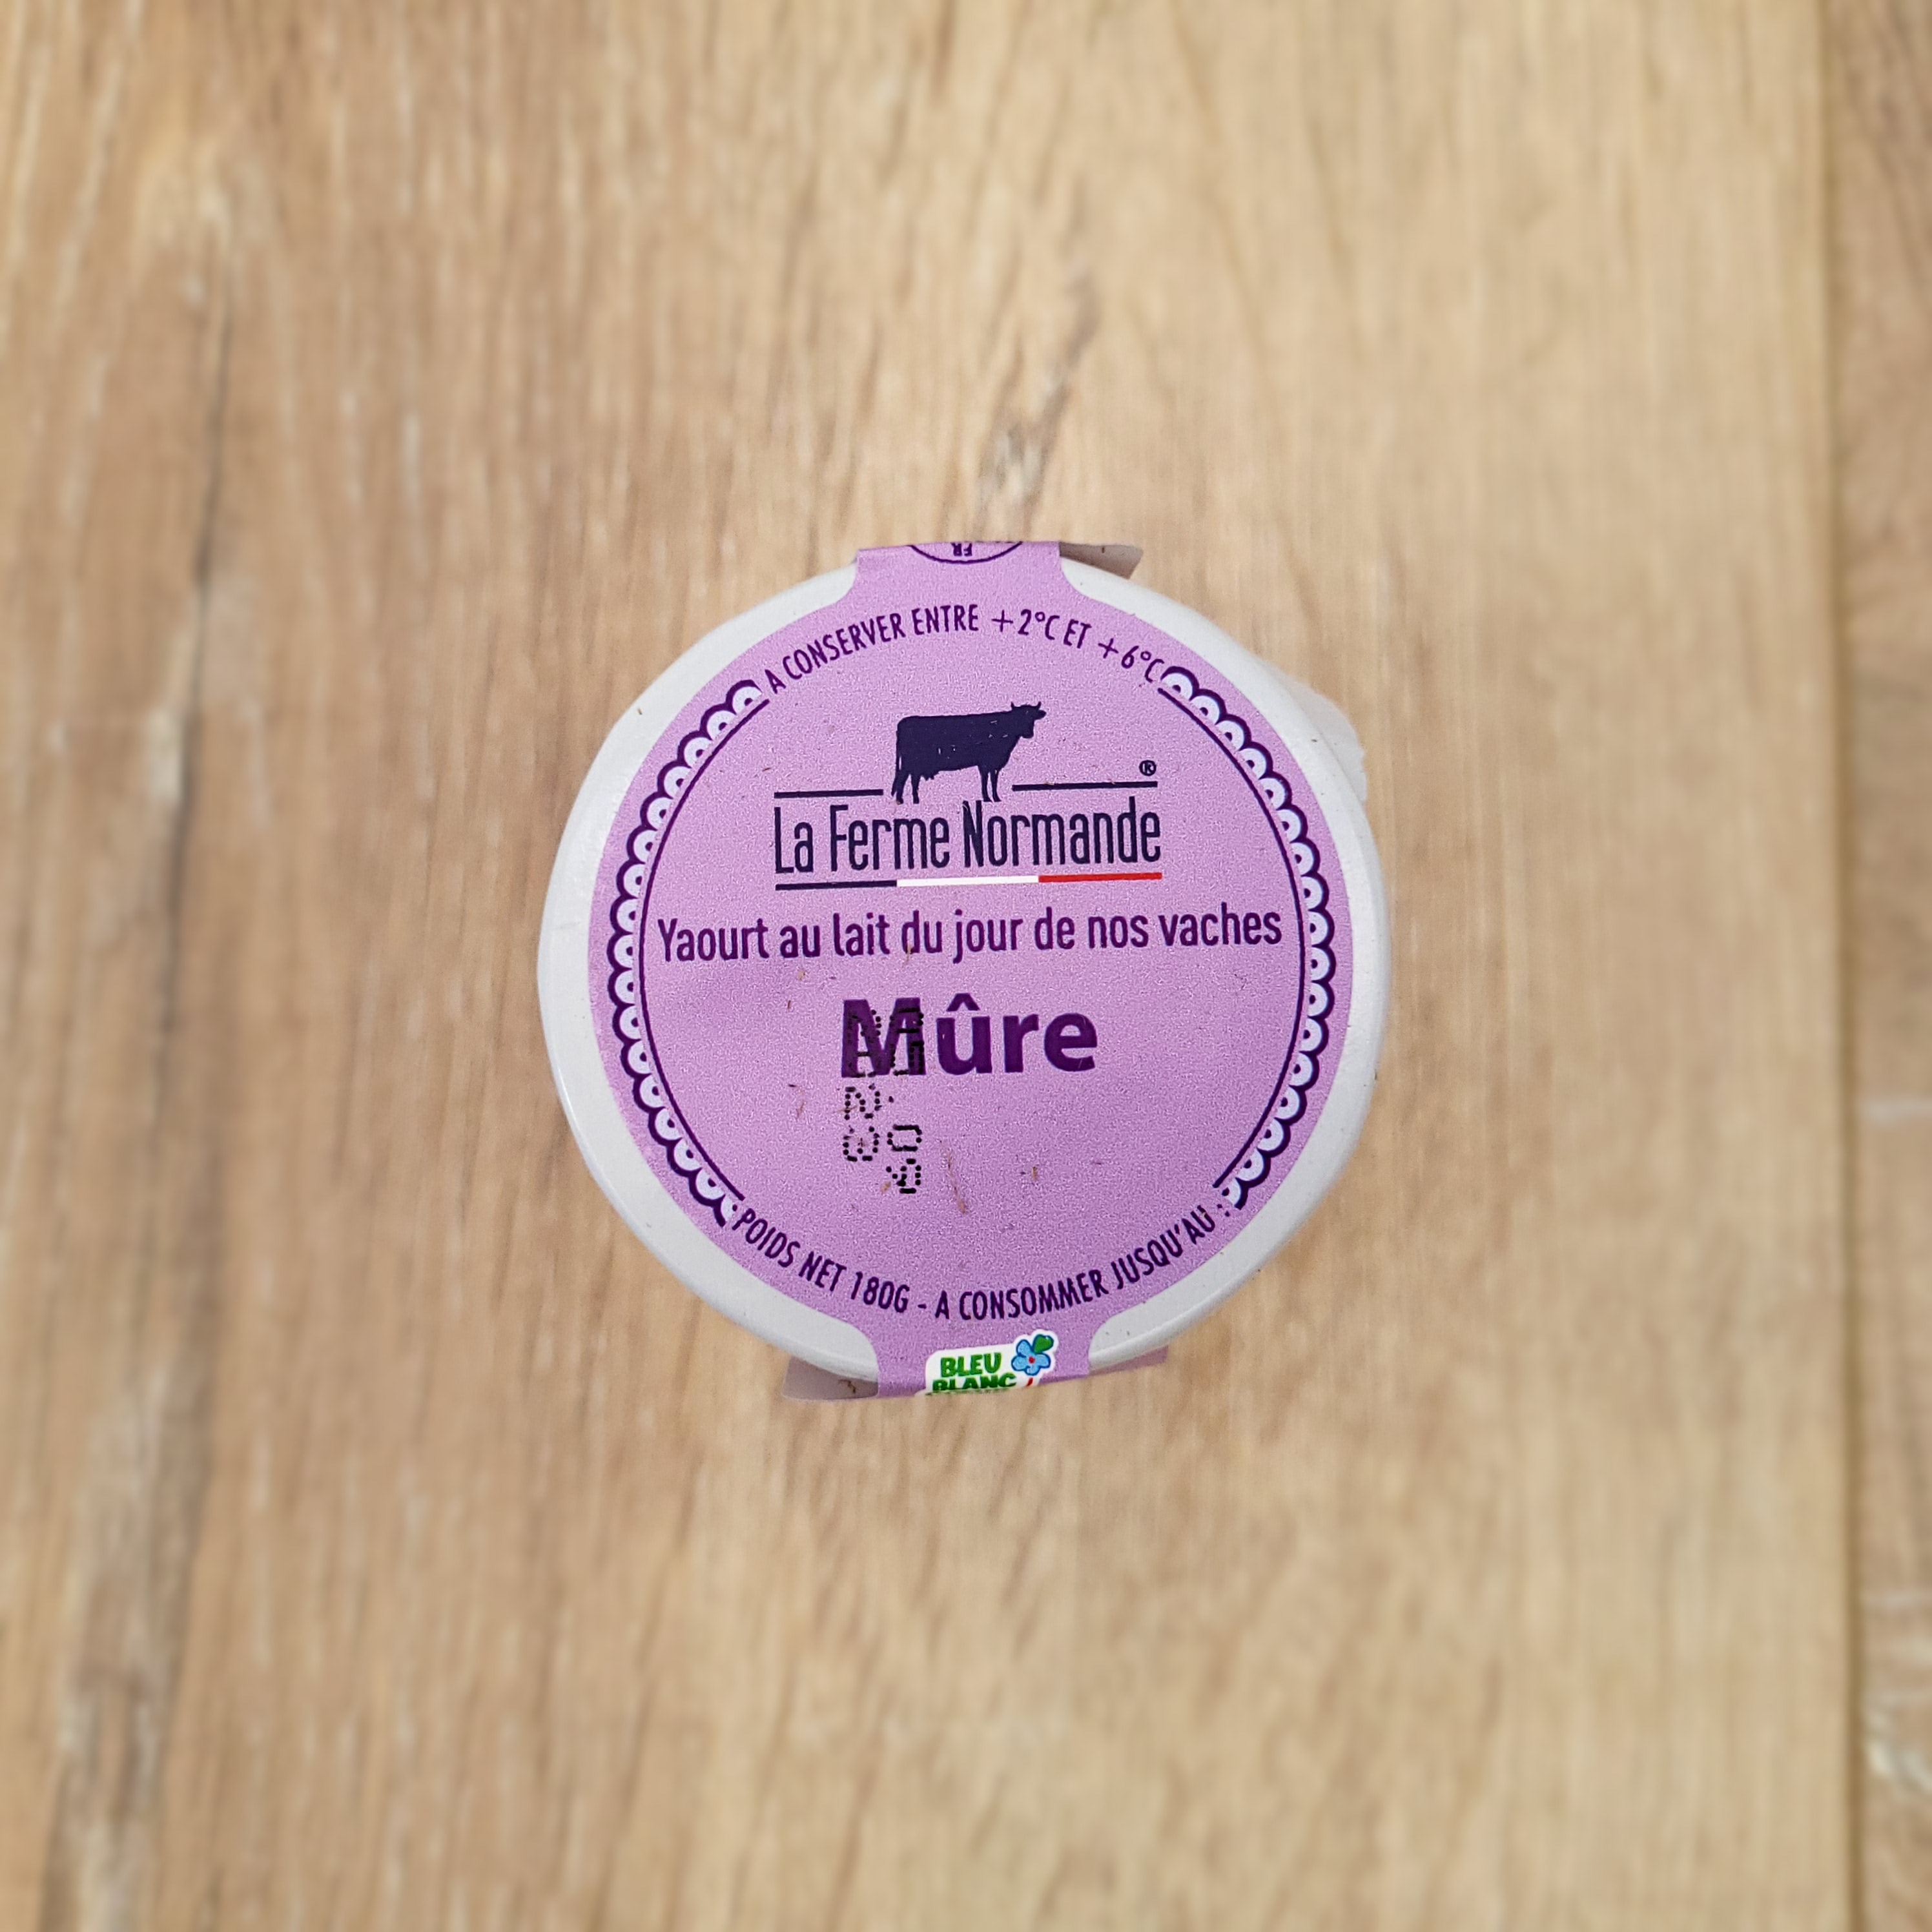 FR
A CONSERVER ENTRE +2°C ET +6°C
®
La Ferme Normande
Yaourt au lait du jour de nos vaches
Mûre
POIDS NET 180G - A CONSOMMER JUSQU'AU :
BLEU
BLANC